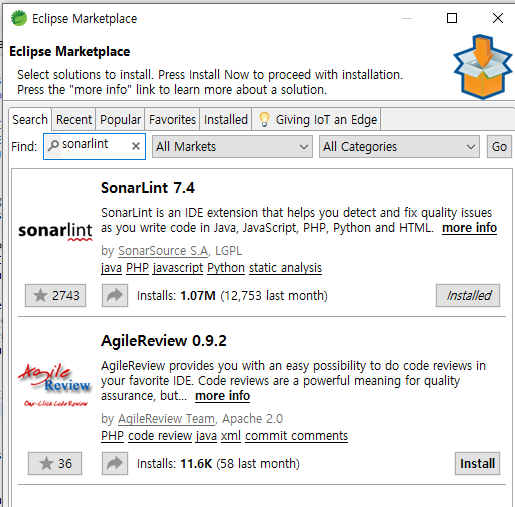 Eclipse Marketplace
Eclipse Marketplace
Select solutions to install. Press Install Now to proceed with installation.
Press the "more info" link to learn more about a solution.
Search Recent Popular Favorites Installed Giving IoT an Edge
Find: sonarlint All Markets All Categories Go
SonarLint 7.4
sonarlint
SonarLint is an IDE extension that helps you detect and fix quality issues
as you write code in Java, JavaScript, PHP, Python and HTML. more info
by SonarSource S.A, LGPL
java PHP javascript Python static analysis
2743 Installs: 1.07M (12,753 last month) Installed
AgileReview 0.9.2
Agile
Review
One-Click Code Review
AgileReview provides you with an easy possibility to do code reviews in
your favorite IDE. Code reviews are a powerful meaning for quality
assurance, but... more info
by AgileReview Team, Apache 2.0
PHP code review java xml commit comments
36 Installs: 11.6K (58 last month) Install